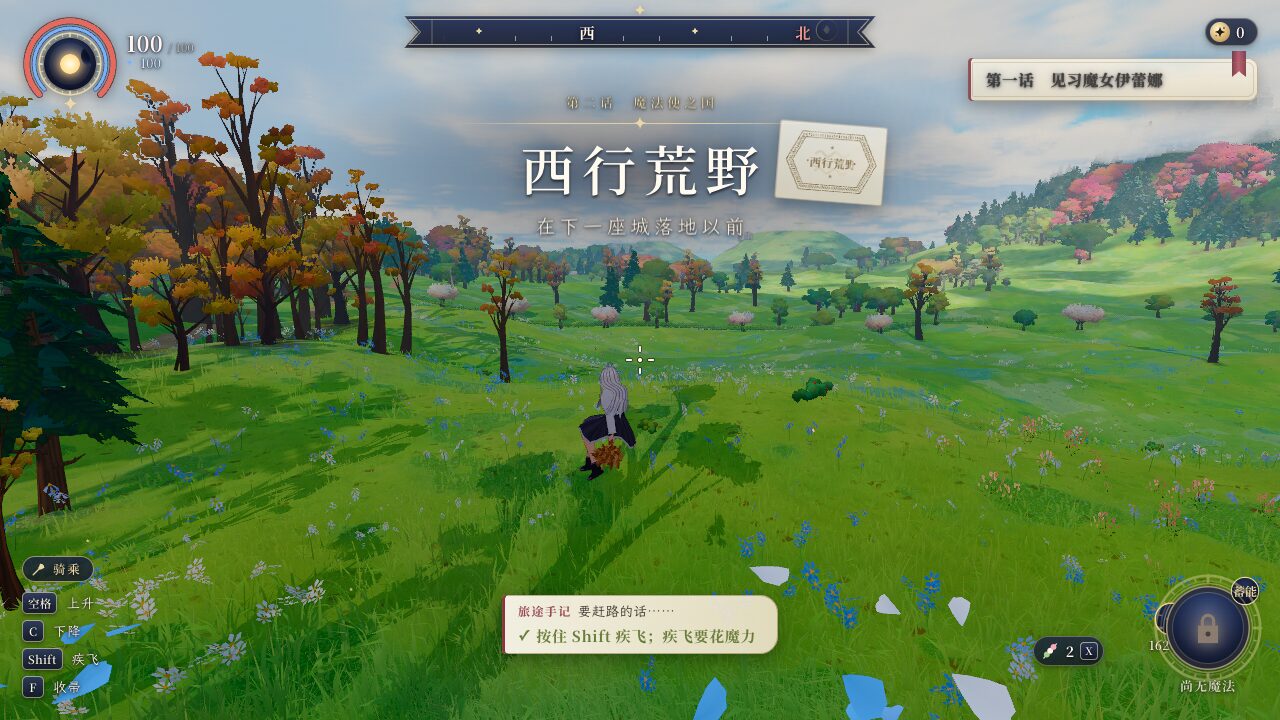 100 / 100
100
西
北
0
第一话 见习魔女伊蕾娜
第二话 魔法使之国
西行荒野
西行荒野
在下一座城落地以前
骑乘
空格 上升
C 下降
Shift 疾飞
F 收帚
旅途手记 要赶路的话……
✓ 按住 Shift 疾飞；疾飞要花魔力
2 X
蓄能
162
尚无魔法